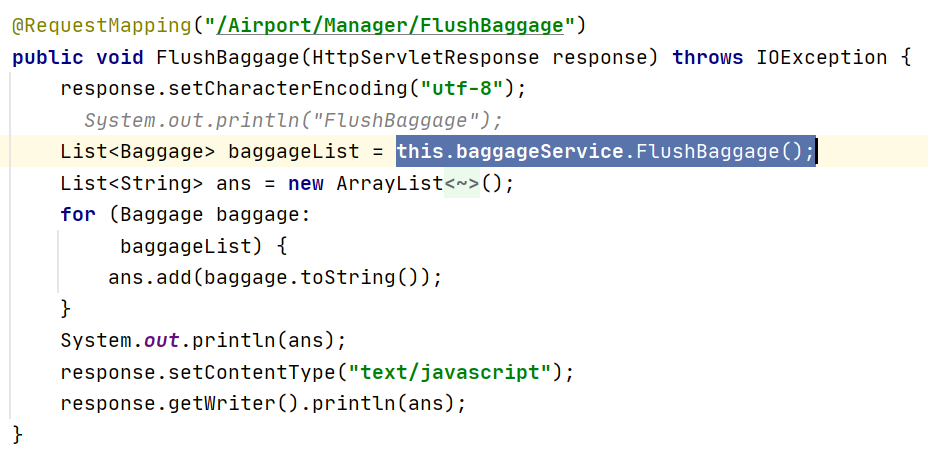 @RequestMapping("/Airport/Manager/FlushBaggage")
public void FlushBaggage(HttpServletResponse response) throws IOException {
    response.setCharacterEncoding("utf-8");
      System.out.println("FlushBaggage");
    List<Baggage> baggageList = this.baggageService.FlushBaggage();
    List<String> ans = new ArrayList<~>();
    for (Baggage baggage:
         baggageList) {
        ans.add(baggage.toString());
    }
    System.out.println(ans);
    response.setContentType("text/javascript");
    response.getWriter().println(ans);
}